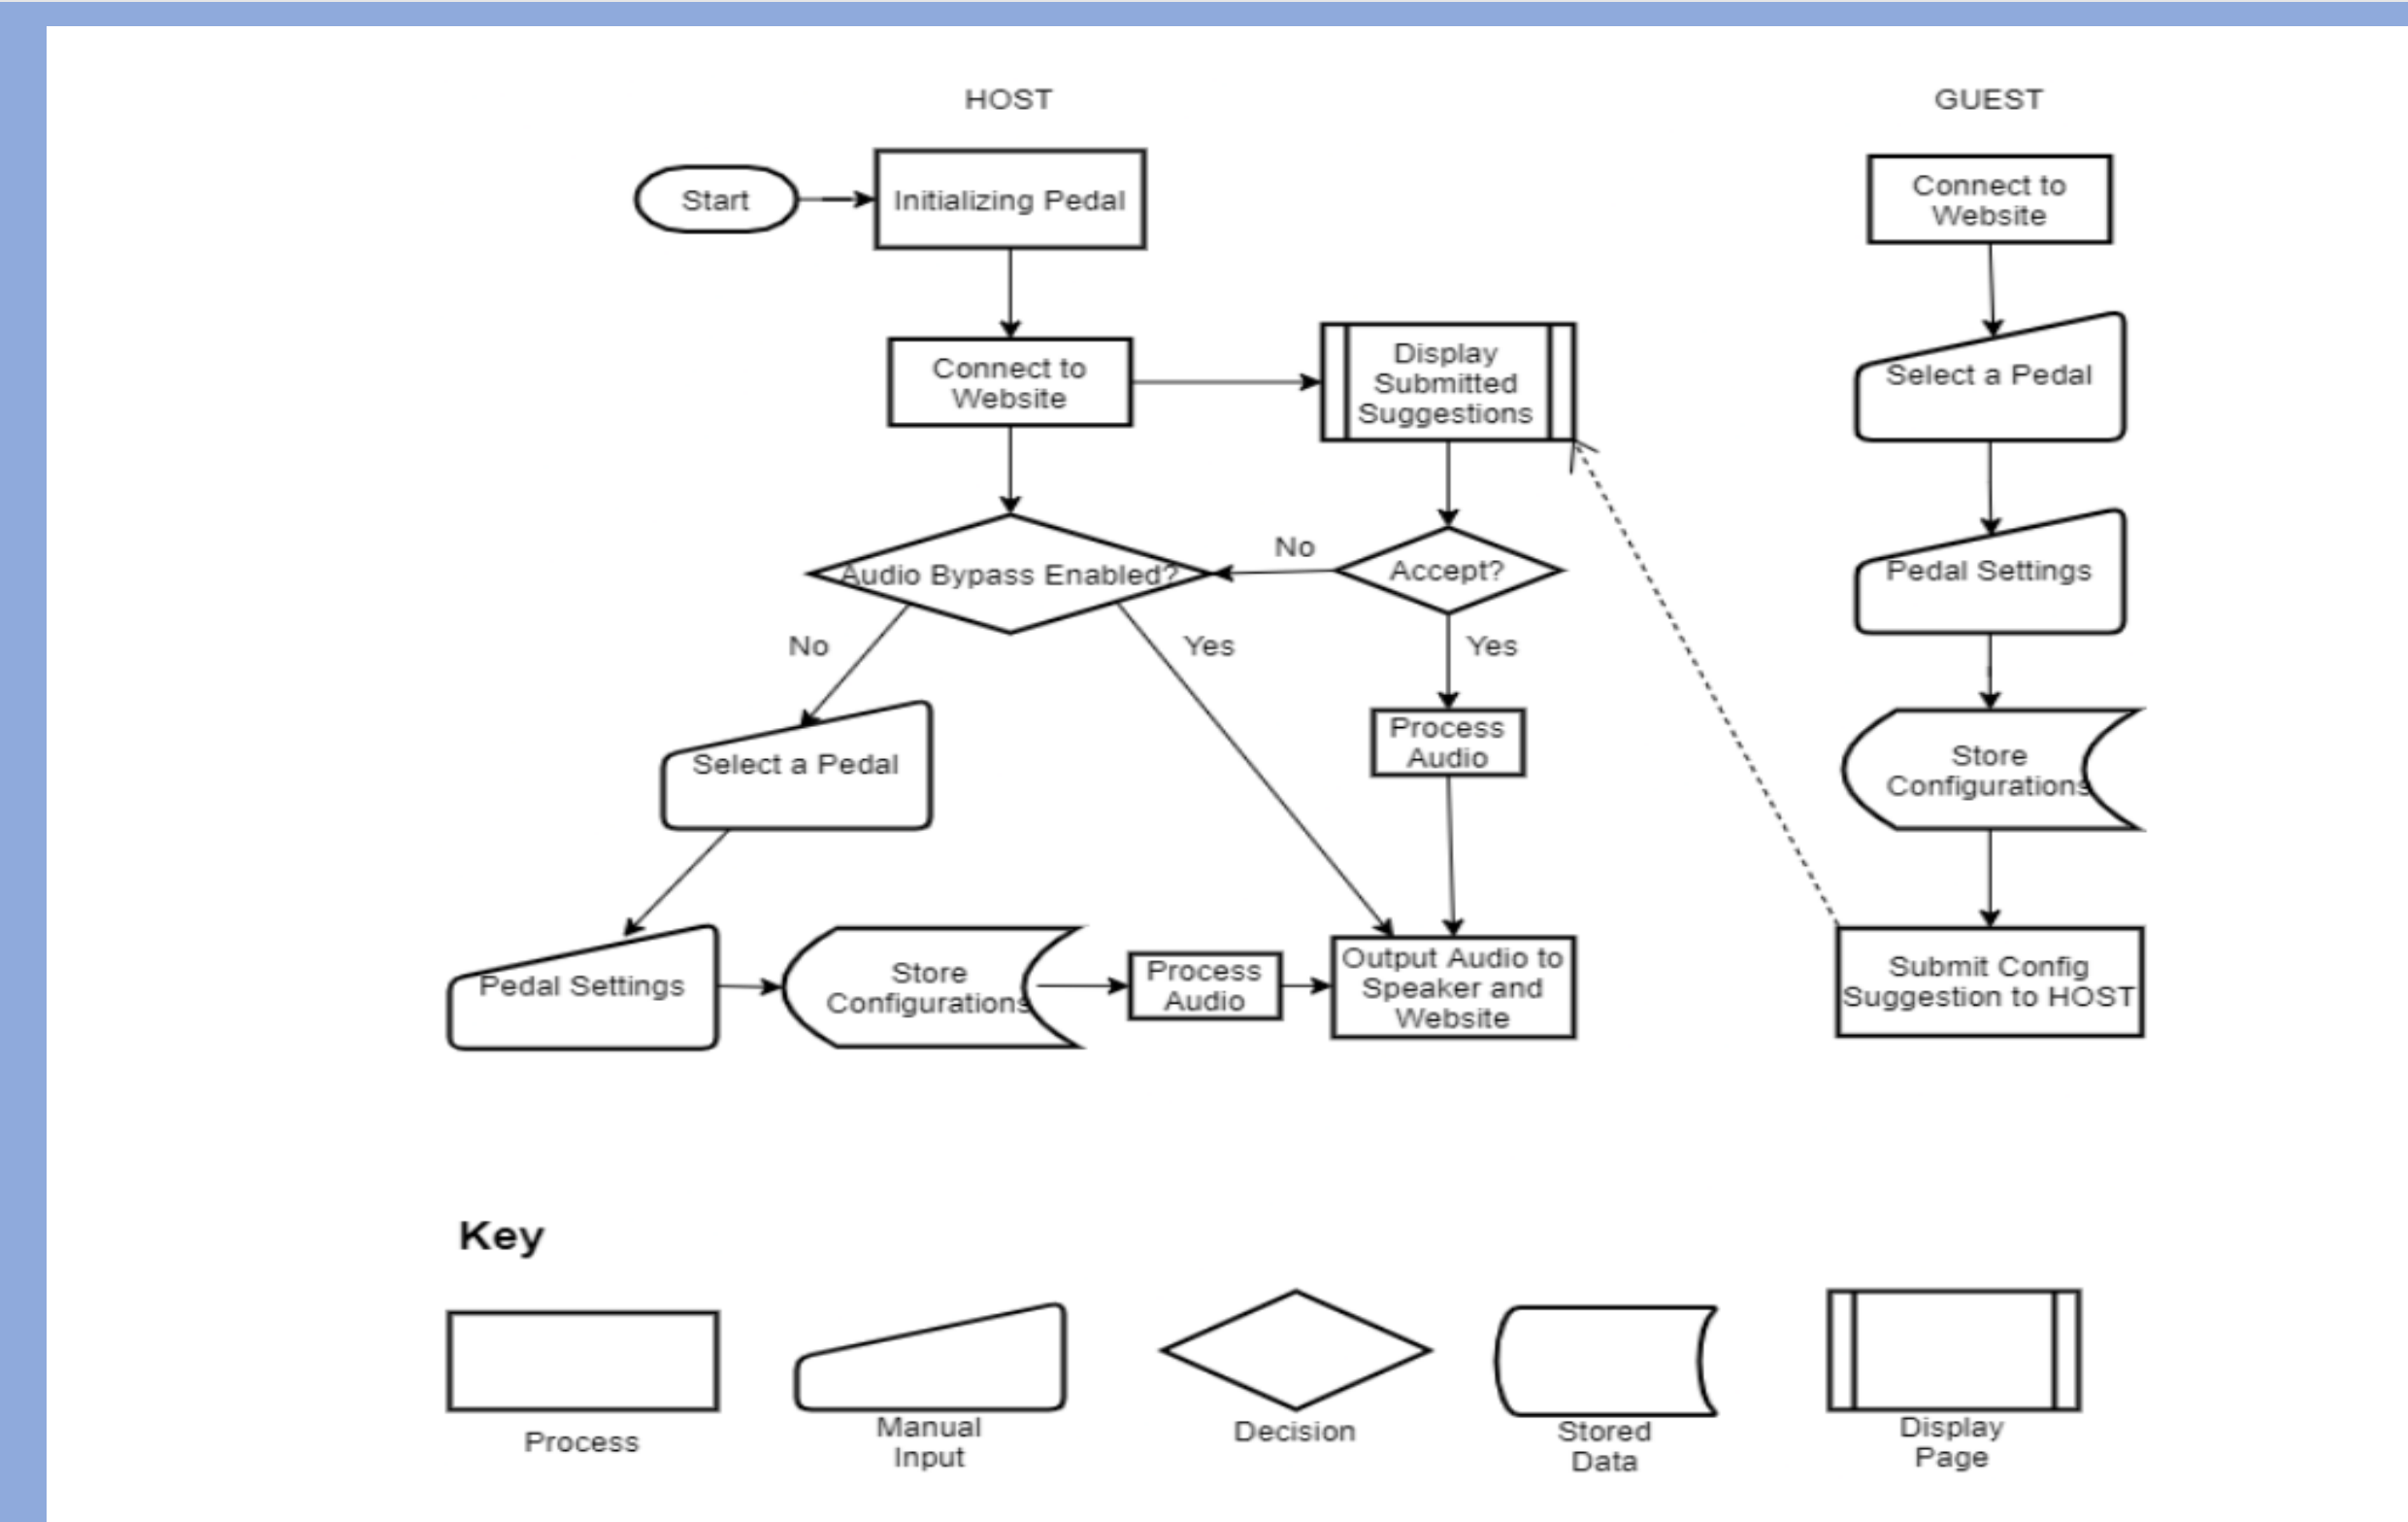 HOST
GUEST
Start
Initializing Pedal
Connect to
Website
Connect to
Website
Display
Submitted
Suggestions
Select a Pedal
Audio Bypass Enabled?
No
Accept?
Pedal Settings
No
Yes
Yes
Select a Pedal
Process
Audio
Store
Configurations
Pedal Settings
Store
Configurations
Process
Audio
Output Audio to
Speaker and
Website
Submit Config
Suggestion to HOST
Key
Process
Manual
Input
Decision
Stored
Data
Display
Page